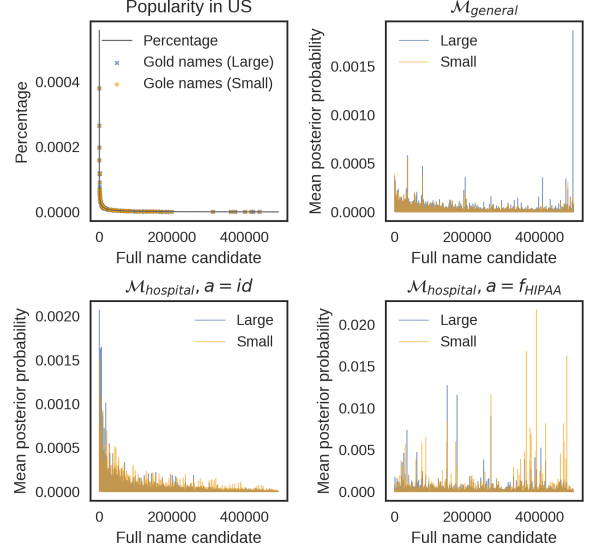 Popularity in US
Percentage
0.0004
0.0002
0.0000
Percentage
Gold names (Large)
Gole names (Small)
0
200000
400000
Full name candidate
ℳgeneral
Mean posterior probability
0.0015
0.0010
0.0005
0.0000
Large
Small
0
200000
400000
Full name candidate
ℳhospital, a = id
Mean posterior probability
0.0020
0.0015
0.0010
0.0005
0.0000
Large
Small
0
200000
400000
Full name candidate
ℳhospital, a = fHIPAA
Mean posterior probability
0.020
0.015
0.010
0.005
0.000
Large
Small
0
200000
400000
Full name candidate